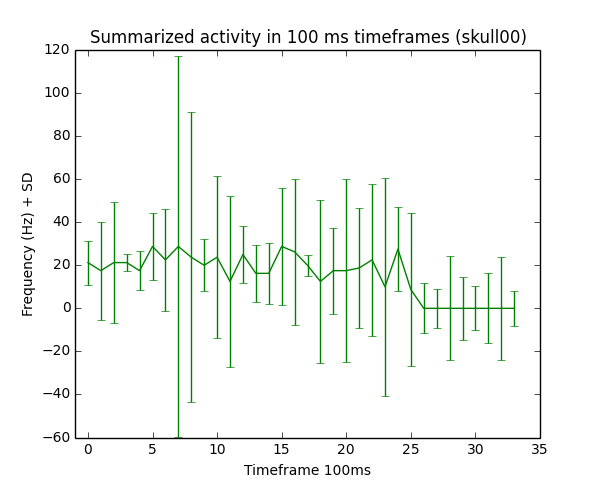 Summarized activity in 100 ms timeframes (skull00)
120
100
80
60
40
20
0
−20
−40
−60
Frequency (Hz) + SD
0 5 10 15 20 25 30 35
Timeframe 100ms